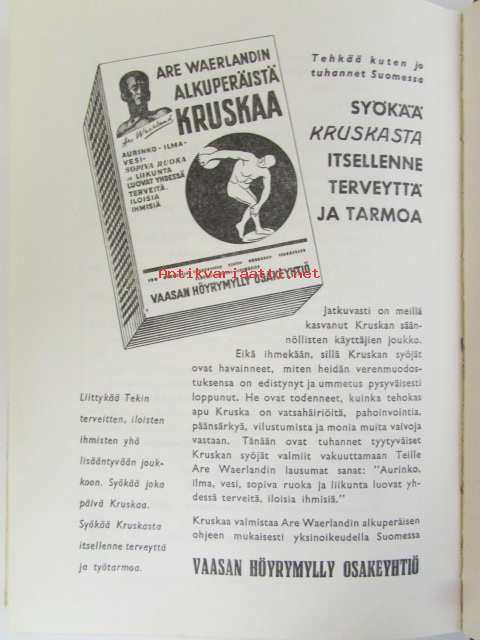 ARE WAERLANDIN
ALKUPERÄISTÄ
KRUSKAA
Are Waerland
AURINKO - ILMA -
VESI -
SOPIVA RUOKA
JA LIIKUNTA
LUOVAT YHDESSÄ
TERVEITÄ,
ILOISIA
IHMISIÄ
VAASAN HÖYRYMYLLY OSAKEYHTIÖ
Antikvariaatti.net
Tehkää kuten jo
tuhannet Suomessa
SYÖKÄÄ
KRUSKASTA
ITSELLENNE
TERVEYTTÄ
JA TARMOA
Jatkuvasti on meillä
kasvanut Kruskan sään-
nöllisten käyttäjien joukko.
Eikä ihmekään, sillä Kruskan syöjät
ovat havainneet, miten heidän verenmuodos-
tuksensa on edistynyt ja ummetus pysyväisesti
loppunut. He ovat todenneet, kuinka tehokas
apu Kruska on vatsahäiriöitä, pahoinvointia,
päänsärkyä, vilustumista ja monia muita vaivoja
vastaan. Tänään ovat tuhannet tyytyväiset
Kruskan syöjät valmiit vakuuttamaan Teille
Are Waerlandin lausumat sanat: "Aurinko,
ilma, vesi, sopiva ruoka ja liikunta luovat yh-
dessä terveitä, iloisia ihmisiä."
Kruskaa valmistaa Are Waerlandin alkuperäisen
ohjeen mukaisesti yksinoikeudella Suomessa
VAASAN HÖYRYMYLLY OSAKEYHTIÖ
Liittykää Tekin
terveitten, iloisten
ihmisten yhä
lisääntyvään jouk-
koon. Syökää joka
päivä Kruskaa.
Syökää Kruskasta
itsellenne terveyttä
ja työtarmoa.